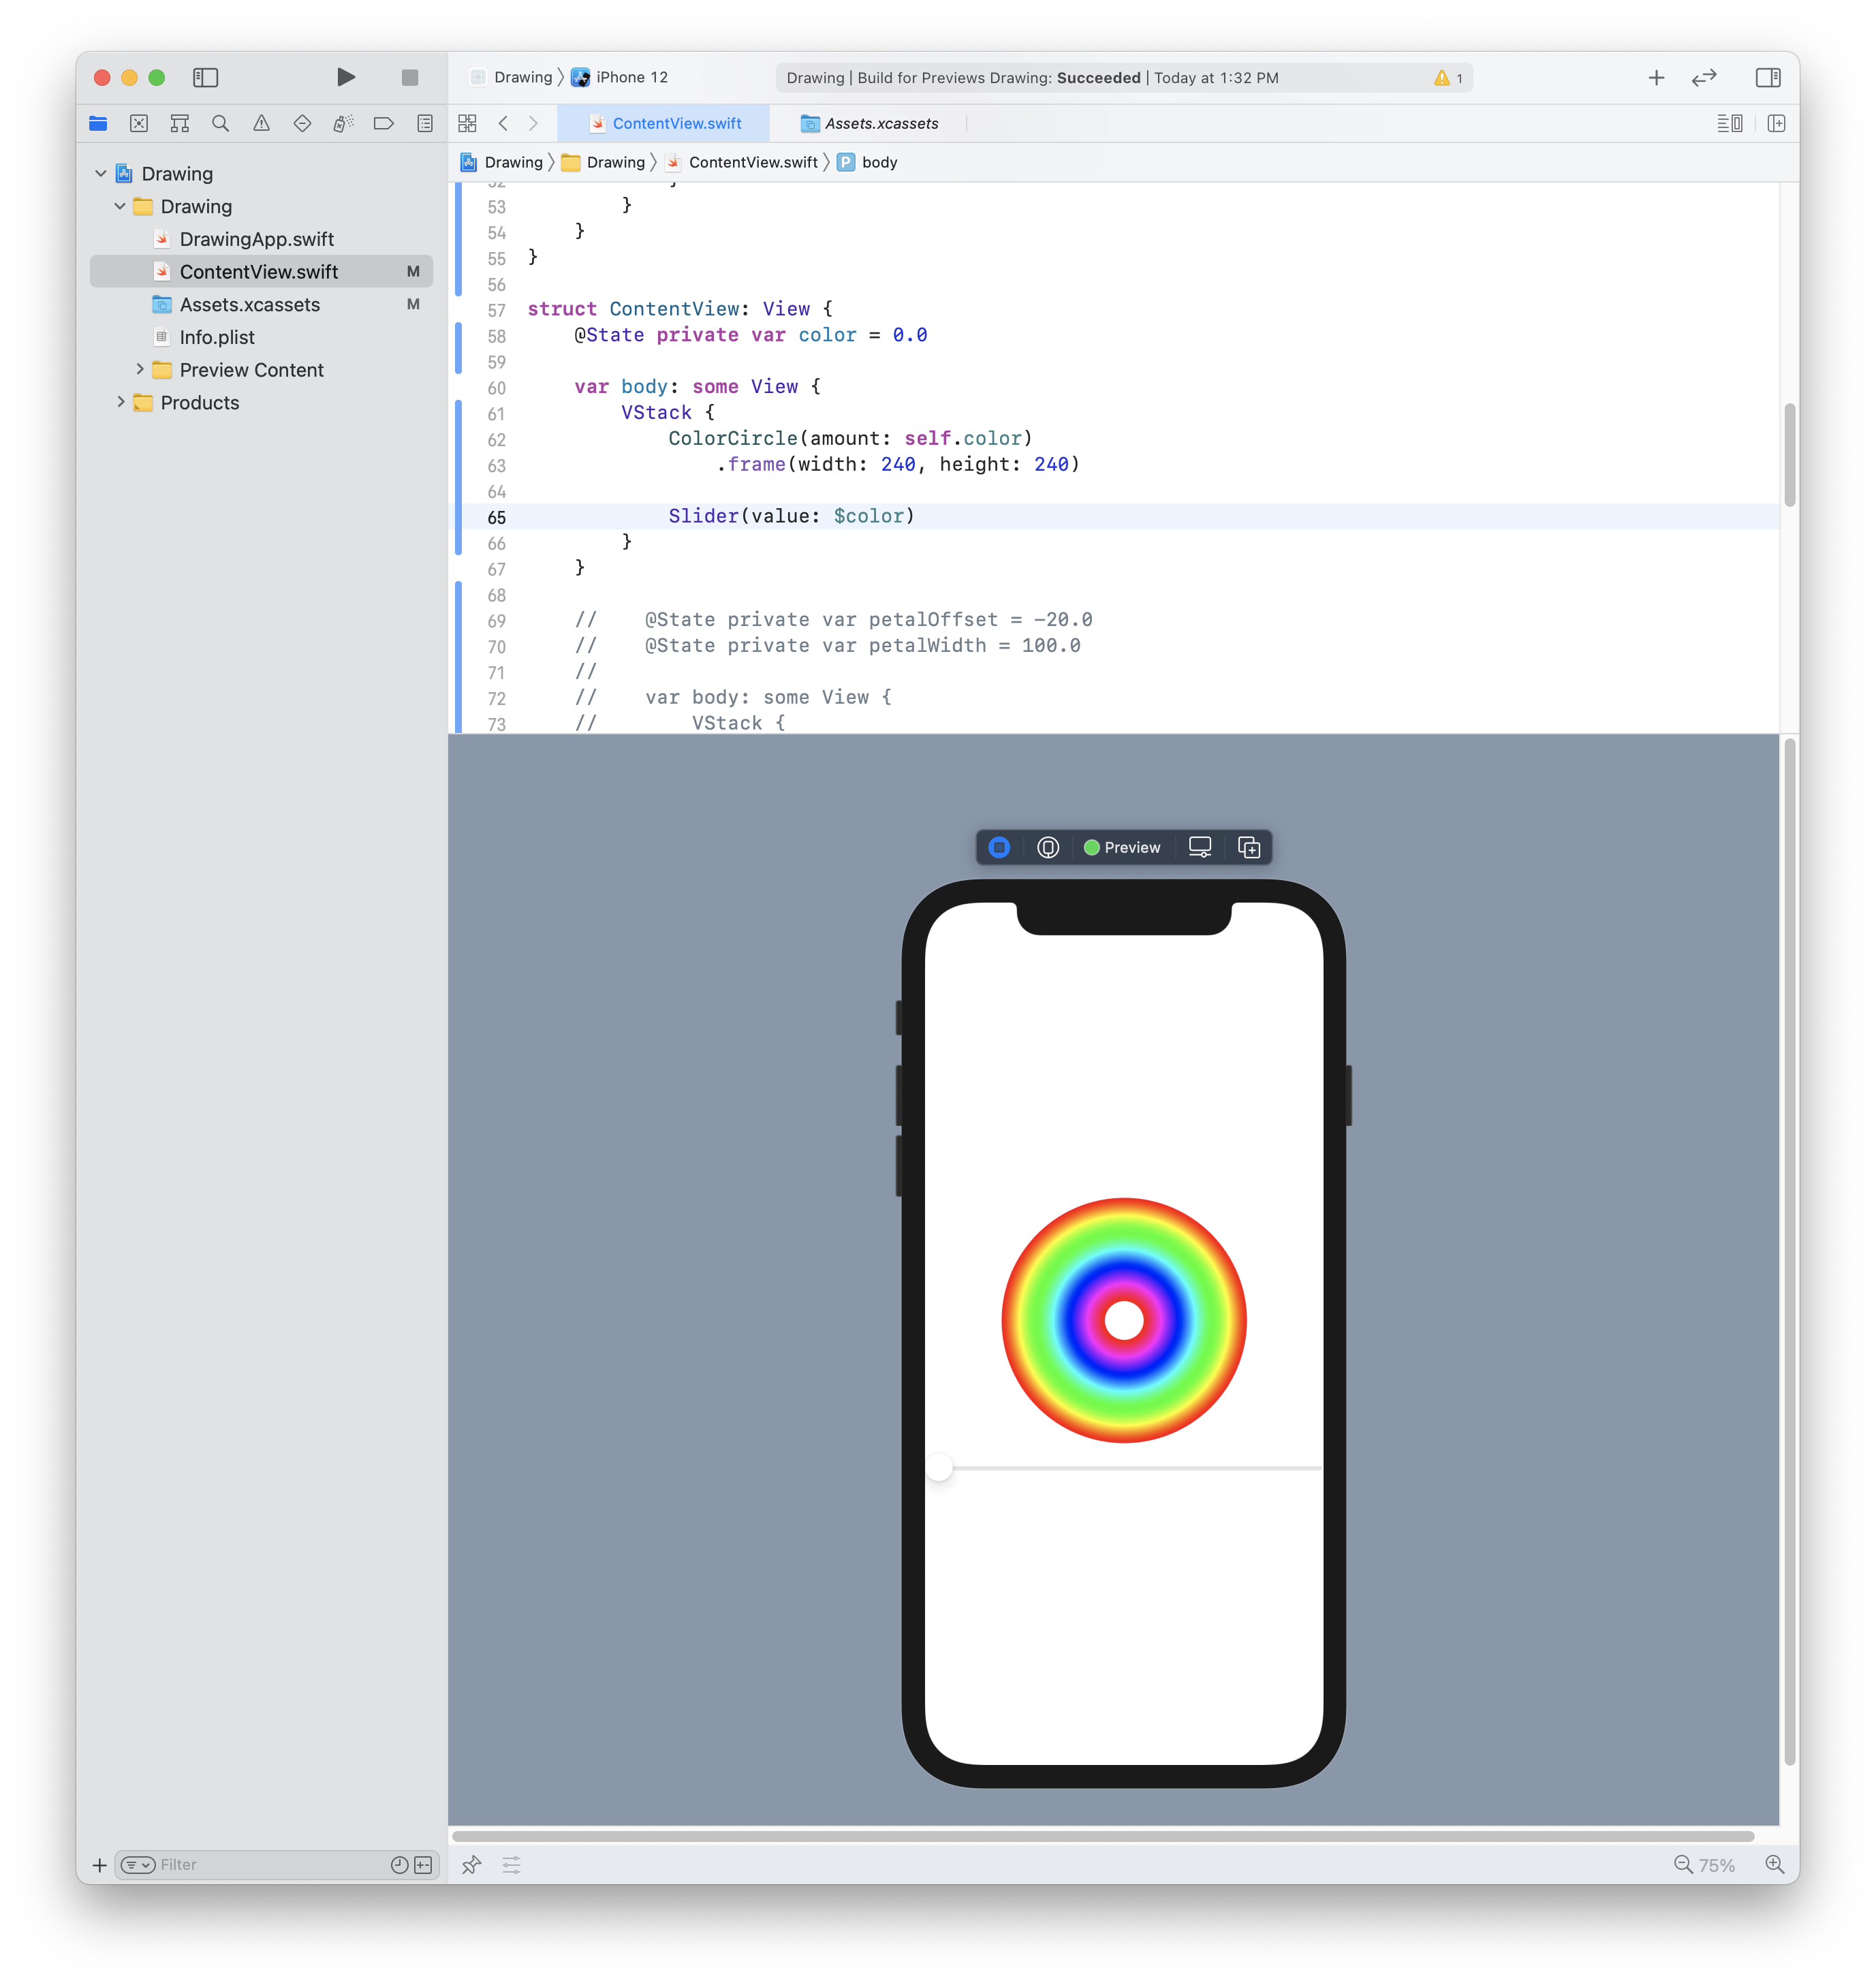 Drawing 〉 iPhone 12
Drawing | Build for Previews Drawing: Succeeded | Today at 1:32 PM
1
ContentView.swift
Assets.xcassets
Drawing 〉 Drawing 〉 ContentView.swift 〉 P body
Drawing
Drawing
DrawingApp.swift
ContentView.swift M
Assets.xcassets M
Info.plist
Preview Content
Products
52 }
53 }
54 }
55 }
56
57 struct ContentView: View {
58 @State private var color = 0.0
59
60 var body: some View {
61 VStack {
62 ColorCircle(amount: self.color)
63 .frame(width: 240, height: 240)
64
65 Slider(value: $color)
66 }
67 }
68
69 // @State private var petalOffset = -20.0
70 // @State private var petalWidth = 100.0
71 //
72 // var body: some View {
73 // VStack {
Preview
Filter
75%